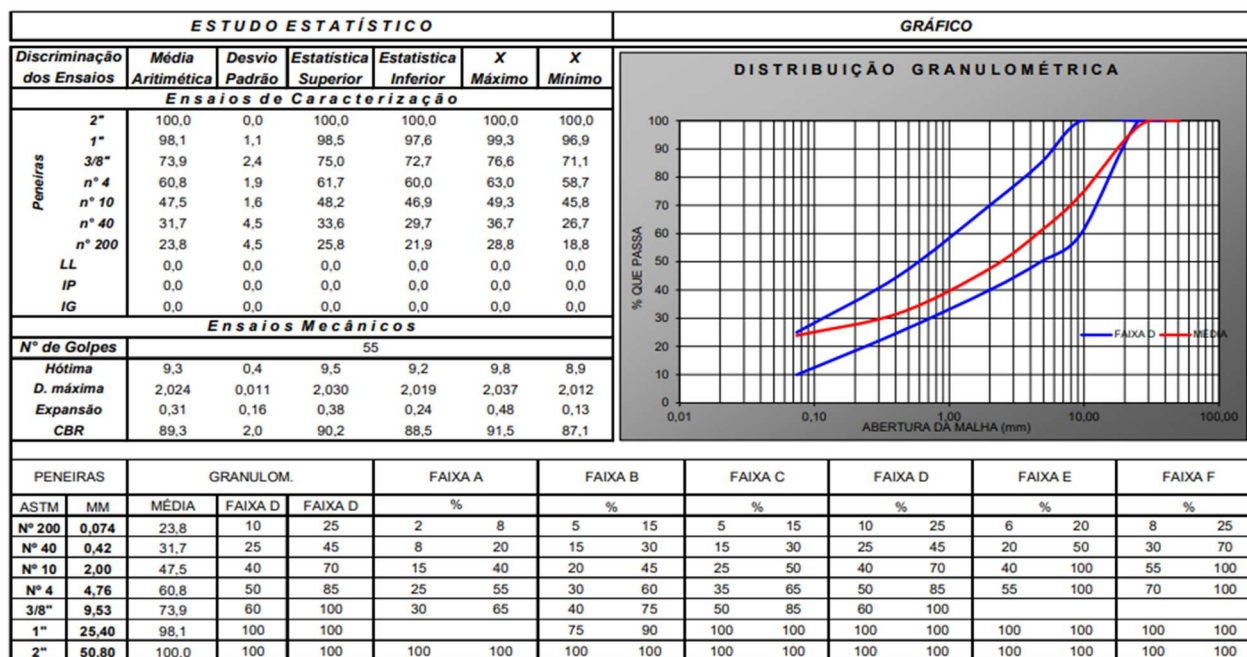 ESTUDO ESTATÍSTICO
Discriminação dos Ensaios | Média Aritimética | Desvio Padrão | Estatística Superior | Estatistica Inferior | X Máximo | X Mínimo
Ensaios de Caracterização
Peneiras
2" 100,0 0,0 100,0 100,0 100,0 100,0
1" 98,1 1,1 98,5 97,6 99,3 96,9
3/8" 73,9 2,4 75,0 72,7 76,6 71,1
n° 4 60,8 1,9 61,7 60,0 63,0 58,7
n° 10 47,5 1,6 48,2 46,9 49,3 45,8
n° 40 31,7 4,5 33,6 29,7 36,7 26,7
n° 200 23,8 4,5 25,8 21,9 28,8 18,8
LL 0,0 0,0 0,0 0,0 0,0 0,0
IP 0,0 0,0 0,0 0,0 0,0 0,0
IG 0,0 0,0 0,0 0,0 0,0 0,0
Ensaios Mecânicos
N° de Golpes 55
Hótima 9,3 0,4 9,5 9,2 9,8 8,9
D. máxima 2,024 0,011 2,030 2,019 2,037 2,012
Expansão 0,31 0,16 0,38 0,24 0,48 0,13
CBR 89,3 2,0 90,2 88,5 91,5 87,1
GRÁFICO
DISTRIBUIÇÃO GRANULOMÉTRICA
% QUE PASSA
100
90
80
70
60
50
40
30
20
10
0
FAIXA D MÉDIA
0,01 0,10 1,00 10,00 100,00
ABERTURA DA MALHA (mm)
PENEIRAS GRANULOM. FAIXA A FAIXA B FAIXA C FAIXA D FAIXA E FAIXA F
ASTM MM MÉDIA FAIXA D FAIXA D % % % % % %
Nº 200 0,074 23,8 10 25 2 8 5 15 5 15 10 25 6 20 8 25
Nº 40 0,42 31,7 25 45 8 20 15 30 15 30 25 45 20 50 30 70
Nº 10 2,00 47,5 40 70 15 40 20 45 25 50 40 70 40 100 55 100
Nº 4 4,76 60,8 50 85 25 55 30 60 35 65 50 85 55 100 70 100
3/8" 9,53 73,9 60 100 30 65 40 75 50 85 60 100
1" 25,40 98,1 100 100 75 90 100 100 100 100 100 100 100 100
2" 50,80 100,0 100 100 100 100 100 100 100 100 100 100 100 100 100 100